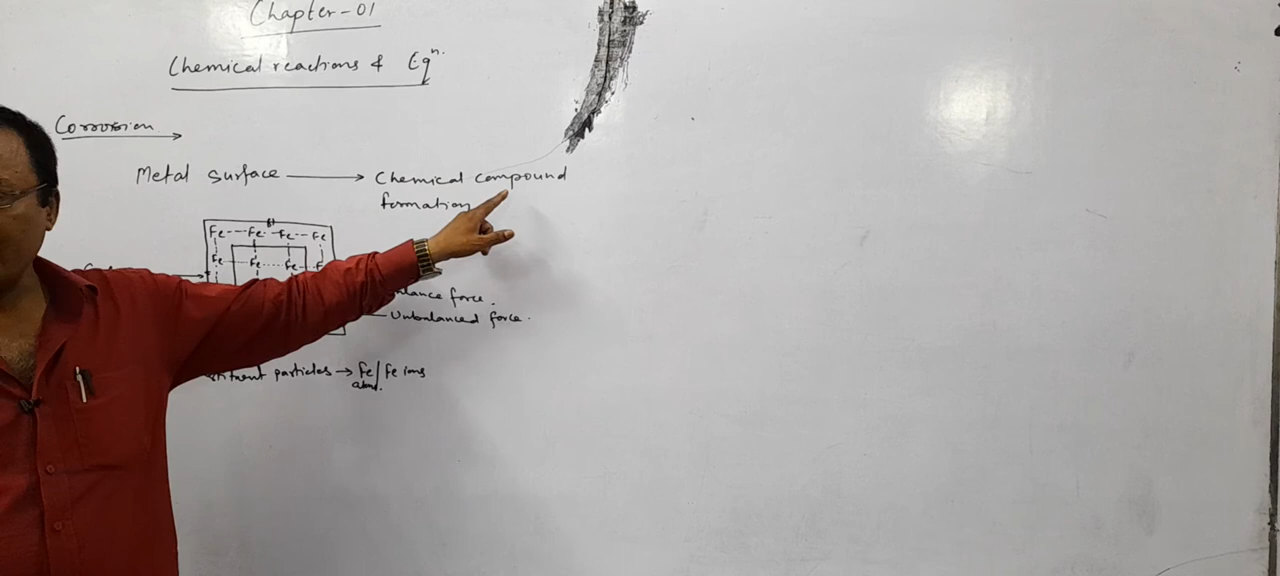 Chapter-01
Chemical reactions & Eqⁿ.
Corrosion
Metal surface → Chemical compound
formation
Fe---Fe---Fe---Fe
Fe---Fe.....Fe
force.
Unbalanced force.
particles → Fe/Fe ions